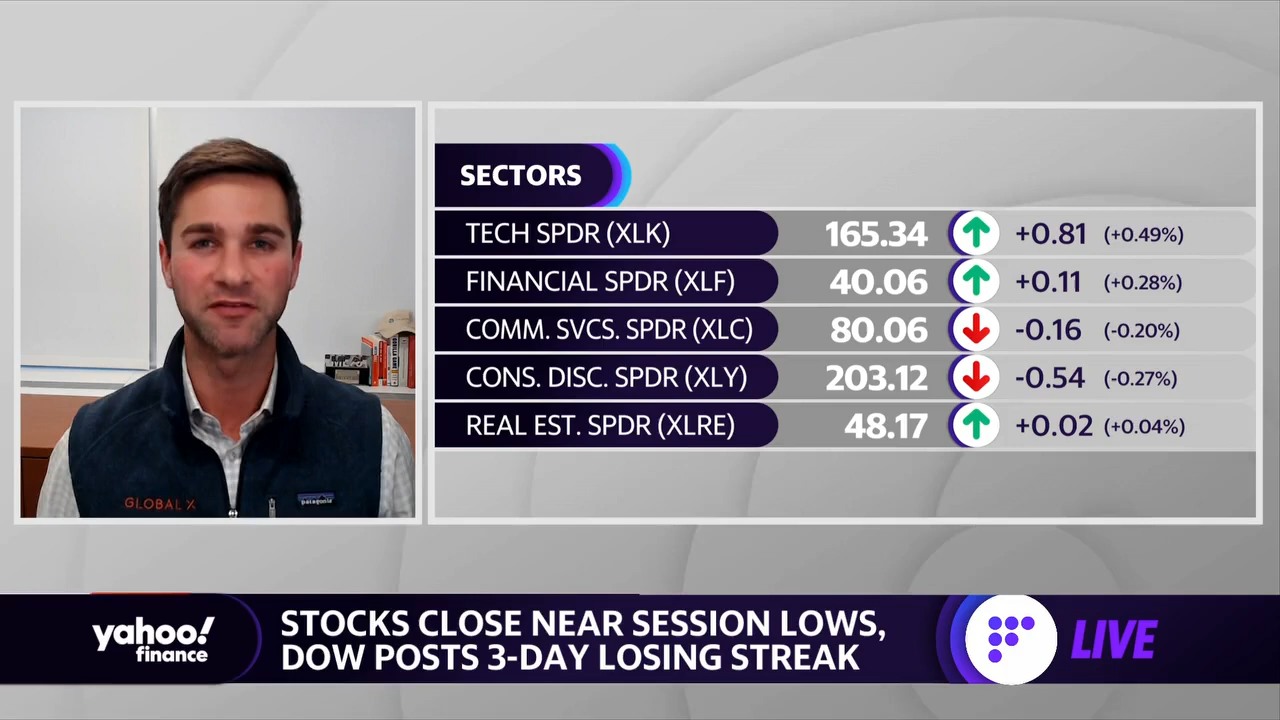 SECTORS
TECH SPDR (XLK) 165.34 +0.81 (+0.49%)
FINANCIAL SPDR (XLF) 40.06 +0.11 (+0.28%)
COMM. SVCS. SPDR (XLC) 80.06 -0.16 (-0.20%)
CONS. DISC. SPDR (XLY) 203.12 -0.54 (-0.27%)
REAL EST. SPDR (XLRE) 48.17 +0.02 (+0.04%)
GLOBAL X
patagonia
yahoo!
finance
STOCKS CLOSE NEAR SESSION LOWS,
DOW POSTS 3-DAY LOSING STREAK
LIVE